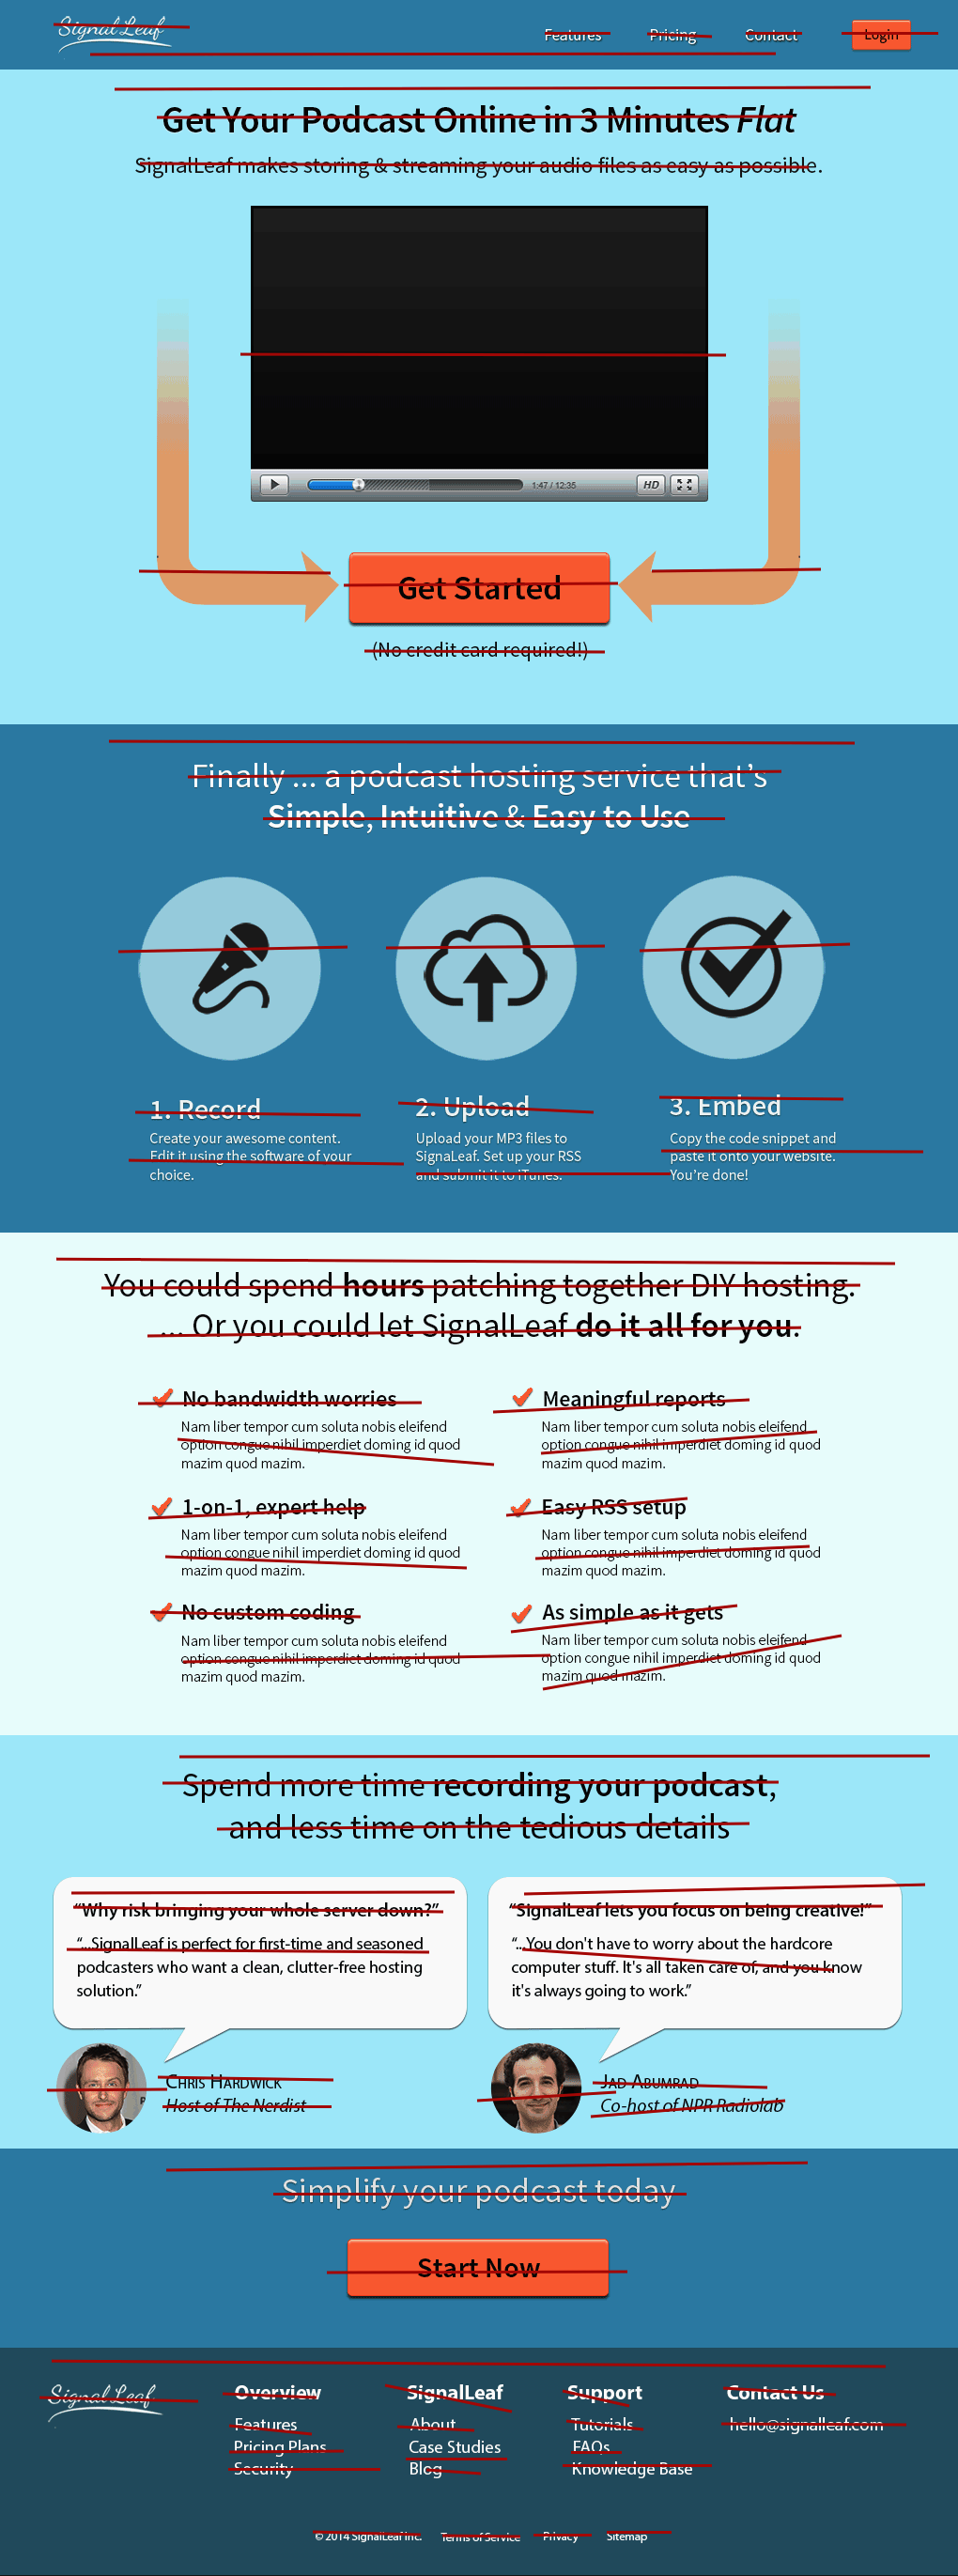 Signal Leaf
Features Pricing Contact Login
Get Your Podcast Online in 3 Minutes Flat
SignalLeaf makes storing & streaming your audio files as easy as possible.
1:47 / 12:35 HD
Get Started
(No credit card required!)
Finally ... a podcast hosting service that's
Simple, Intuitive & Easy to Use
1. Record
Create your awesome content.
Edit it using the software of your
choice.
2. Upload
Upload your MP3 files to
SignaLeaf. Set up your RSS
and submit it to iTunes.
3. Embed
Copy the code snippet and
paste it onto your website.
You're done!
You could spend hours patching together DIY hosting.
... Or you could let SignalLeaf do it all for you.
No bandwidth worries
Nam liber tempor cum soluta nobis eleifend
option congue nihil imperdiet doming id quod
mazim quod mazim.
Meaningful reports
Nam liber tempor cum soluta nobis eleifend
option congue nihil imperdiet doming id quod
mazim quod mazim.
1-on-1, expert help
Nam liber tempor cum soluta nobis eleifend
option congue nihil imperdiet doming id quod
mazim quod mazim.
Easy RSS setup
Nam liber tempor cum soluta nobis eleifend
option congue nihil imperdiet doming id quod
mazim quod mazim.
No custom coding
Nam liber tempor cum soluta nobis eleifend
option congue nihil imperdiet doming id quod
mazim quod mazim.
As simple as it gets
Nam liber tempor cum soluta nobis eleifend
option congue nihil imperdiet doming id quod
mazim quod mazim.
Spend more time recording your podcast,
and less time on the tedious details
“Why risk bringing your whole server down?”
“...SignalLeaf is perfect for first-time and seasoned
podcasters who want a clean, clutter-free hosting
solution.”
Chris Hardwick
Host of The Nerdist
“SignalLeaf lets you focus on being creative!”
“...You don't have to worry about the hardcore
computer stuff. It's all taken care of, and you know
it's always going to work.”
Jad Abumrad
Co-host of NPR Radiolab
Simplify your podcast today
Start Now
Signal Leaf
Overview
Features
Pricing Plans
Security
SignalLeaf
About
Case Studies
Blog
Support
Tutorials
FAQs
Knowledge Base
Contact Us
hello@signalleaf.com
© 2014 SignalLeaf Inc. Terms of Service Privacy Sitemap